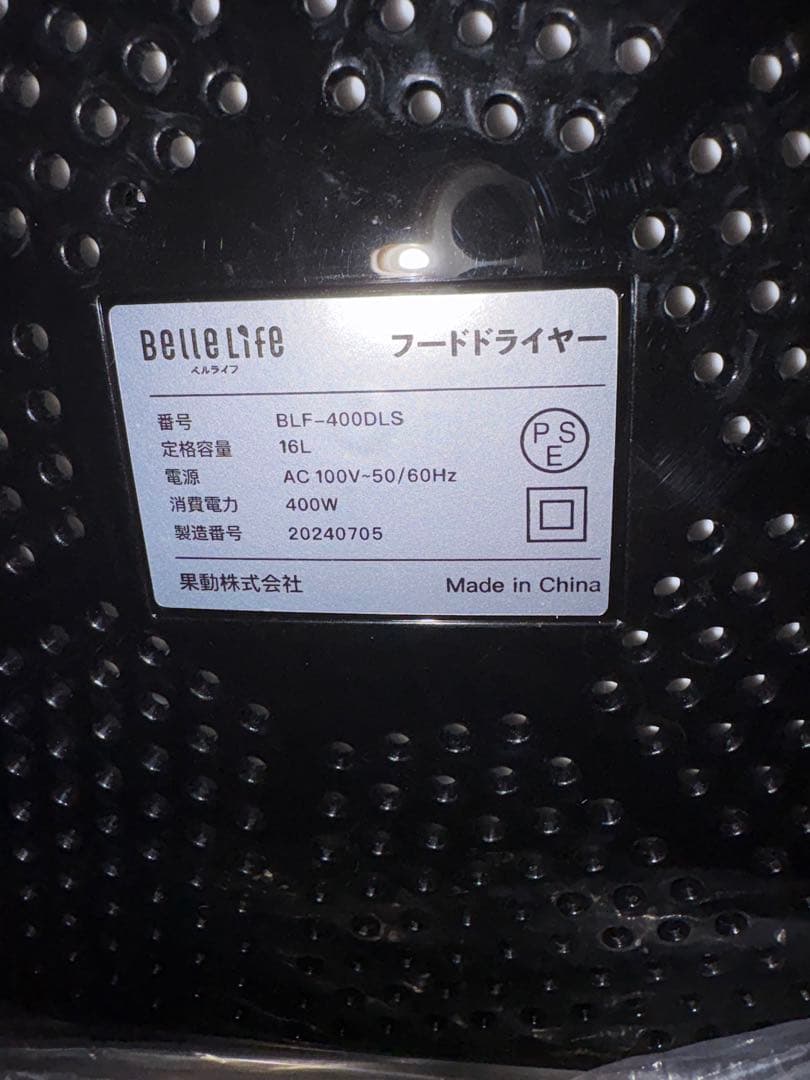 BelleLife
ベルライフ
フードドライヤー
番号 BLF-400DLS
定格容量 16L
電源 AC 100V~50/60Hz
消費電力 400W
製造番号 20240705
PSE
果動株式会社 Made in China